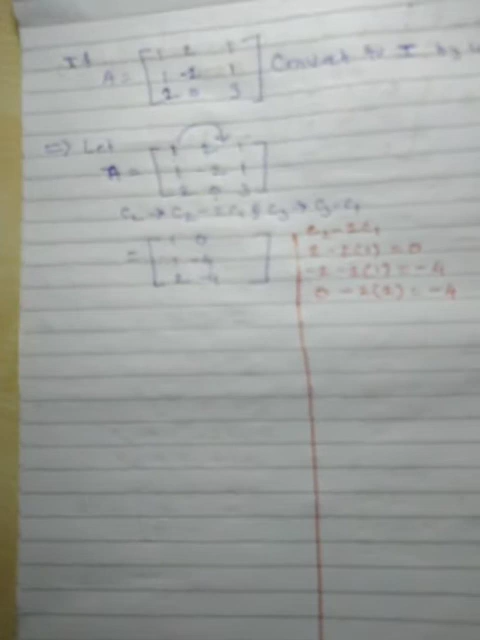 If
A = [1 2 1
1 -2 1
2 0 3] Convert to I by
=> Let
A = [1 2 1
1 -2 1
2 0 3]
C2 → C2 - 2C1 & C3 → C3 - C1
= [1 0
1 -4
2 -4 ]
C2 - 2C1
2 - 2(1) = 0
-2 - 2(1) = -4
0 - 2(2) = -4